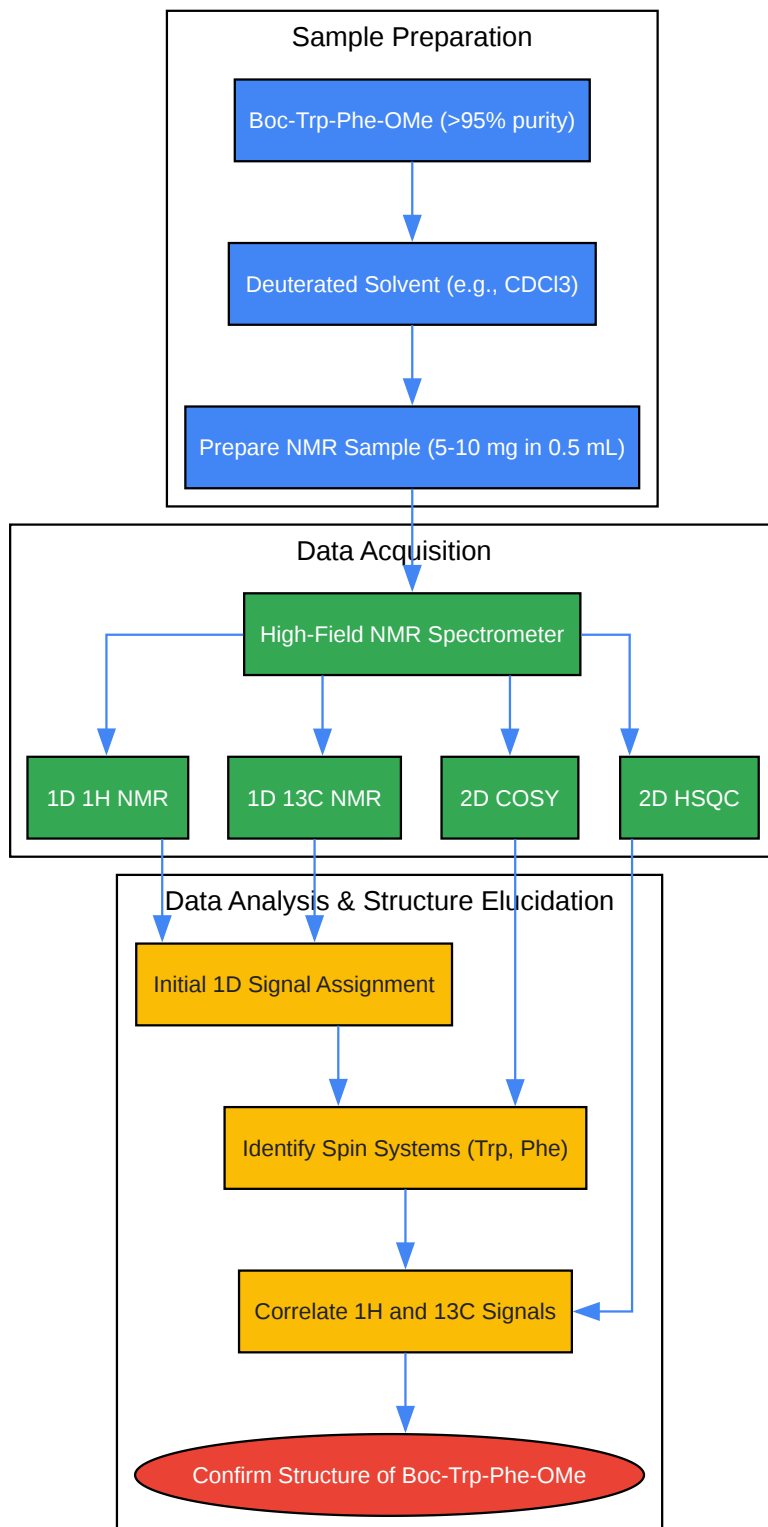 Sample Preparation
Boc-Trp-Phe-OMe (>95% purity)
Deuterated Solvent (e.g., CDCl3)
Prepare NMR Sample (5-10 mg in 0.5 mL)
Data Acquisition
High-Field NMR Spectrometer
1D 1H NMR
1D 13C NMR
2D COSY
2D HSQC
Data Analysis & Structure Elucidation
Initial 1D Signal Assignment
Identify Spin Systems (Trp, Phe)
Correlate 1H and 13C Signals
Confirm Structure of Boc-Trp-Phe-OMe